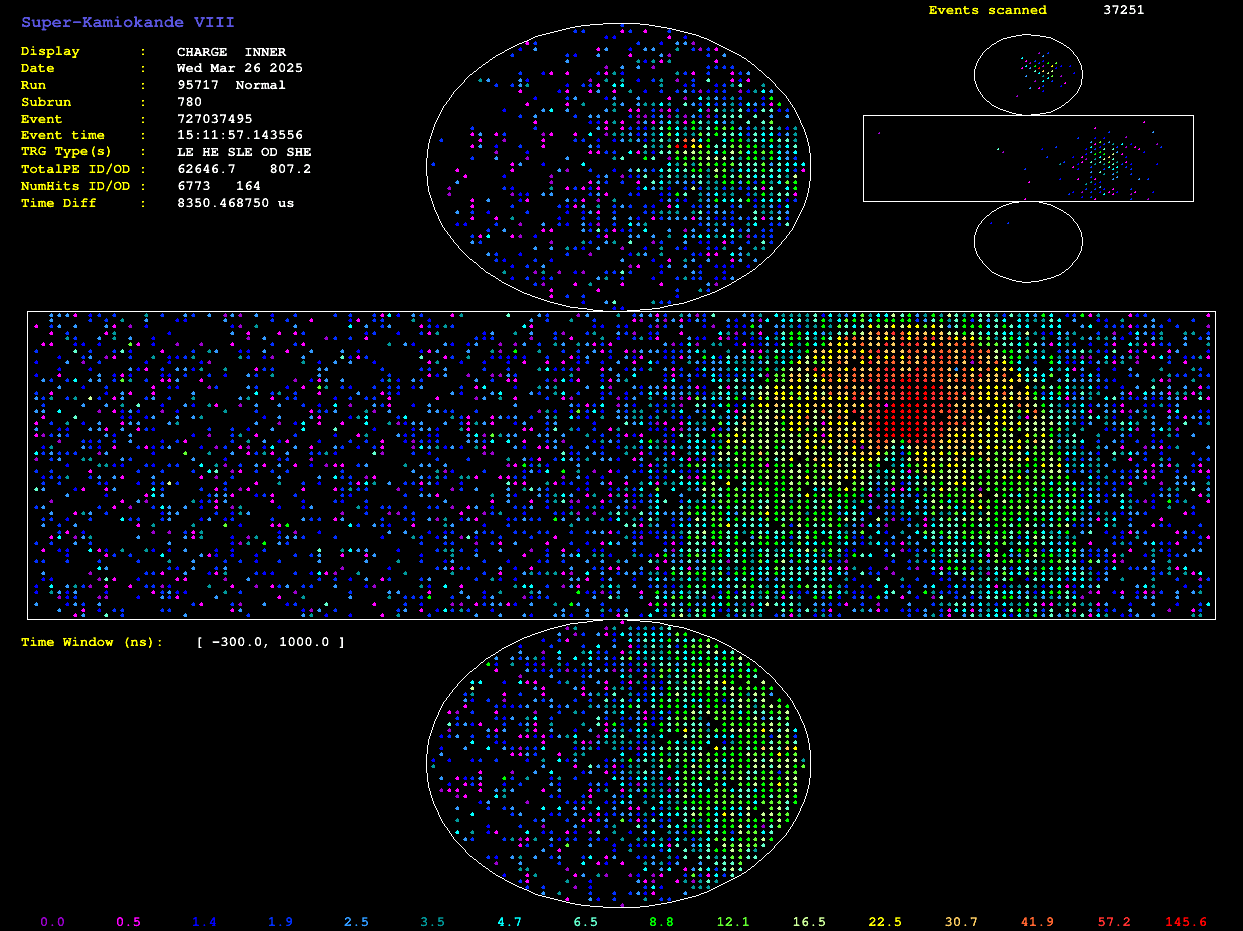 Super-Kamiokande VIII
Events scanned 37251
Display : CHARGE INNER
Date : Wed Mar 26 2025
Run : 95717 Normal
Subrun : 780
Event : 727037495
Event time : 15:11:57.143556
TRG Type(s) : LE HE SLE OD SHE
TotalPE ID/OD : 62646.7 807.2
NumHits ID/OD : 6773 164
Time Diff : 8350.468750 us
Time Window (ns): [ -300.0, 1000.0 ]
0.0 0.5 1.4 1.9 2.5 3.5 4.7 6.5 8.8 12.1 16.5 22.5 30.7 41.9 57.2 145.6